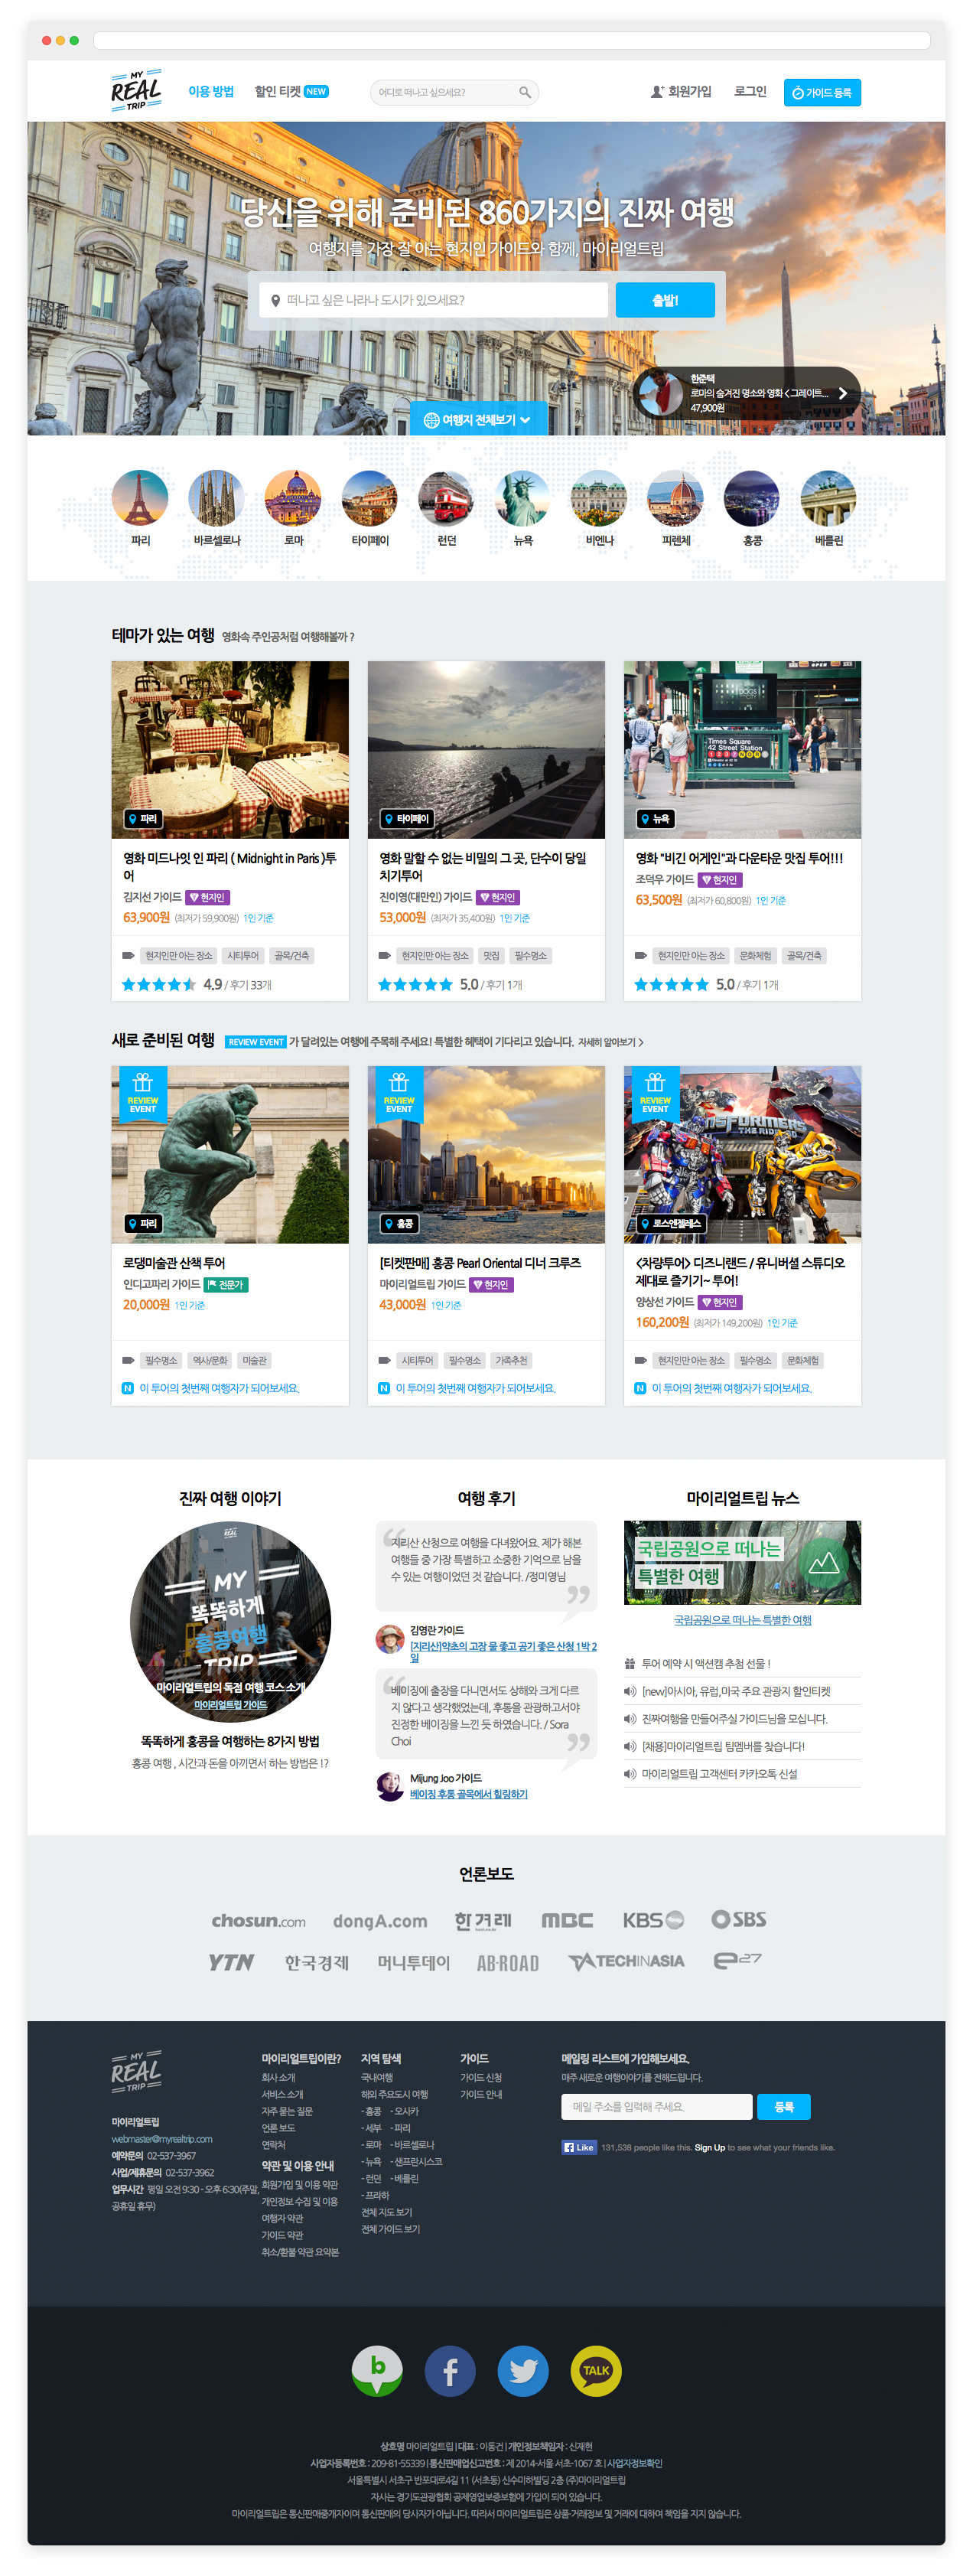 MY
REAL
TRIP
이용 방법
할인 티켓 NEW
어디로 떠나고 싶으세요?
회원가입
로그인
가이드 등록
당신을 위해 준비된 860가지의 진짜 여행
여행지를 가장 잘 아는 현지인 가이드와 함께, 마이리얼트립
떠나고 싶은 나라나 도시가 있으세요?
출발!
한준택
로마의 숨겨진 명소와 영화 <그레이트...
47,900원
여행지 전체보기
파리
바르셀로나
로마
타이페이
런던
뉴욕
비엔나
피렌체
홍콩
베를린
테마가 있는 여행 영화속 주인공처럼 여행해볼까 ?
파리
영화 미드나잇 인 파리 ( Midnight in Paris )투
어
김지선 가이드 현지인
63,900원 (최저가 59,900원) 1인 기준
현지인만 아는 장소 시티투어 골목/건축
4.9 / 후기 33개
타이페이
영화 말할 수 없는 비밀의 그 곳, 단수이 당일
치기투어
진이영(대만인) 가이드 현지인
53,000원 (최저가 35,400원) 1인 기준
현지인만 아는 장소 맛집 필수명소
5.0 / 후기 1개
Times Square
42 Street Station
뉴욕
영화 "비긴 어게인"과 다운타운 맛집 투어!!!
조덕우 가이드 현지인
63,500원 (최저가 60,800원) 1인 기준
현지인만 아는 장소 문화체험 골목/건축
5.0 / 후기 1개
새로 준비된 여행 REVIEW EVENT 가 달려있는 여행에 주목해 주세요! 특별한 혜택이 기다리고 있습니다. 자세히 알아보기 >
REVIEW
EVENT
파리
로댕미술관 산책 투어
인디고파리 가이드 전문가
20,000원 1인 기준
필수명소 역사/문화 미술관
N 이 투어의 첫번째 여행자가 되어보세요.
REVIEW
EVENT
홍콩
[티켓판매] 홍콩 Pearl Oriental 디너 크루즈
마이리얼트립 가이드 현지인
43,000원 1인 기준
시티투어 필수명소 가족추천
N 이 투어의 첫번째 여행자가 되어보세요.
REVIEW
EVENT
THE RIDE
로스엔젤레스
<차량투어> 디즈니랜드 / 유니버셜 스튜디오
제대로 즐기기~ 투어!
양상선 가이드 현지인
160,200원 (최저가 149,200원) 1인 기준
현지인만 아는 장소 필수명소 문화체험
N 이 투어의 첫번째 여행자가 되어보세요.
진짜 여행 이야기
REAL
MY
똑똑하게
홍콩여행
TRIP
마이리얼트립의 독점 여행 코스 소개
마이리얼트립 가이드
똑똑하게 홍콩을 여행하는 8가지 방법
홍콩 여행 , 시간과 돈을 아끼면서 하는 방법은 !?
여행 후기
지리산 산청으로 여행을 다녀왔어요. 제가 해본
여행들 중 가장 특별하고 소중한 기억으로 남을
수 있는 여행이었던 것 같습니다. /정미영님
김영란 가이드
[지리산]약초의 고장 물 좋고 공기 좋은 산청 1박 2
일
베이징에 출장을 다니면서도 상해와 크게 다르
지 않다고 생각했었는데, 후통을 관광하고서야
진정한 베이징을 느낀 듯 하였습니다. / Sora
Choi
Mijung Joo 가이드
베이징 후통 골목에서 힐링하기
마이리얼트립 뉴스
국립공원으로 떠나는
특별한 여행
국립공원으로 떠나는 특별한 여행
투어 예약 시 액션캠 추첨 선물 !
[new]아시아, 유럽,미국 주요 관광지 할인티켓
진짜여행을 만들어주실 가이드님을 모십니다.
[채용]마이리얼트립 팀멤버를 찾습니다!
마이리얼트립 고객센터 카카오톡 신설
언론보도
chosun.com
dongA.com
한겨레
MBC
KBS
SBS
YTN
한국경제
머니투데이
AB-ROAD
TECHINASIA
e27
MY
REAL
TRIP
마이리얼트립
webmaster@myrealtrip.com
예약문의 02-537-3967
사업/제휴문의 02-537-3962
업무시간 평일 오전 9:30 - 오후 6:30(주말,
공휴일 휴무)
마이리얼트립이란?
회사 소개
서비스 소개
자주 묻는 질문
언론 보도
연락처
약관 및 이용 안내
회원가입 및 이용 약관
개인정보 수집 및 이용
여행자 약관
가이드 약관
취소/환불 약관 요약본
지역 탐색
국내여행
해외 주요도시 여행
- 홍콩 - 오사카
- 세부 - 파리
- 로마 - 바르셀로나
- 뉴욕 - 샌프란시스코
- 런던 - 베를린
- 프라하
전체 지도 보기
전체 가이드 보기
가이드
가이드 신청
가이드 안내
메일링 리스트에 가입해보세요.
매주 새로운 여행이야기를 전해드립니다.
메일 주소를 입력해 주세요.
등록
Like 131,538 people like this. Sign Up to see what your friends like.
b
f
TALK
상호명 마이리얼트립 | 대표 : 이동건 | 개인정보책임자 : 신재현
사업자등록번호 : 209-81-55339 | 통신판매업신고번호 : 제 2014-서울 서초-1067 호 | 사업자정보확인
서울특별시 서초구 반포대로4길 11 (서초동) 신수미하빌딩 2층 (주)마이리얼트립
지사는 경기도관광협회 공제영업보증보험에 가입이 되어 있습니다.
마이리얼트립은 통신판매중개자이며 통신판매의 당사자가 아닙니다. 따라서 마이리얼트립은 상품·거래정보 및 거래에 대하여 책임을 지지 않습니다.